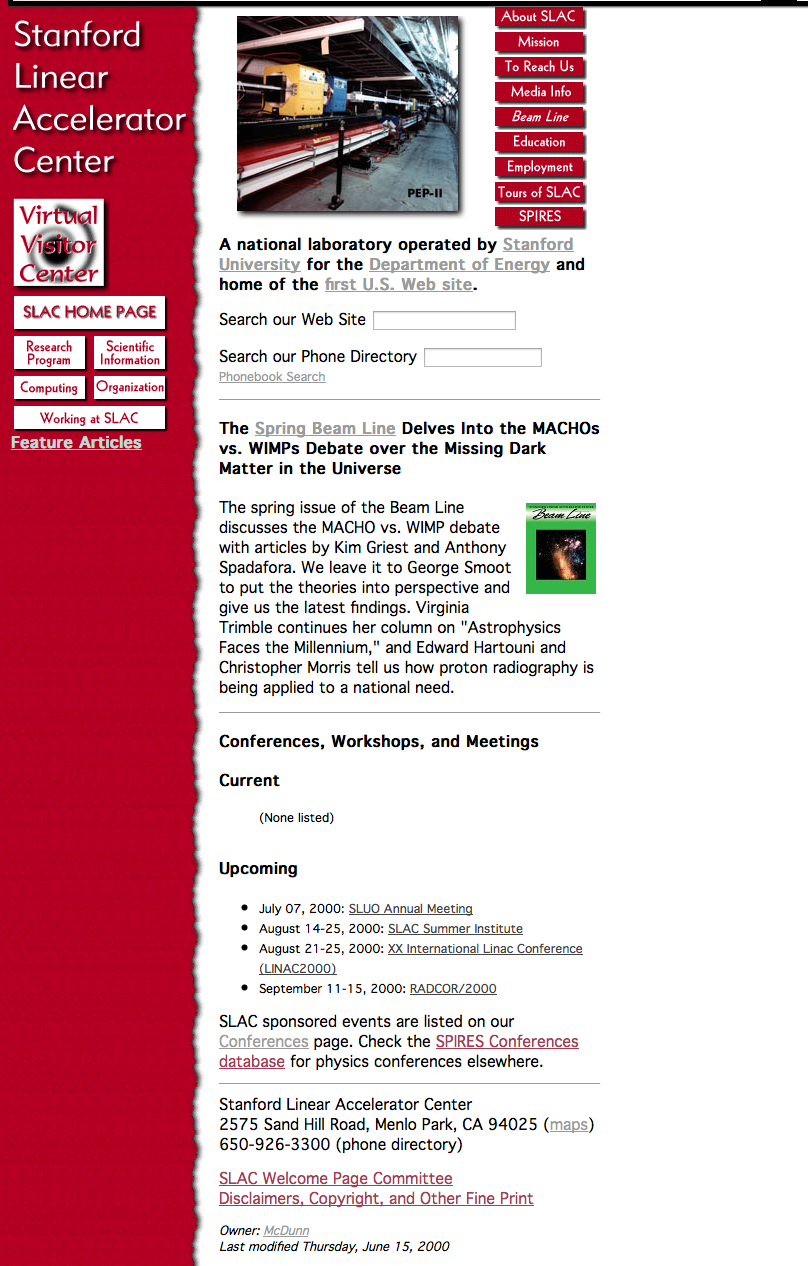 Stanford
Linear
Accelerator
Center
Virtual
Visitor
Center
SLAC HOME PAGE
Research
Program
Scientific
Information
Computing
Organization
Working at SLAC
Feature Articles
PEP-II
About SLAC
Mission
To Reach Us
Media Info
Beam Line
Education
Employment
Tours of SLAC
SPIRES
A national laboratory operated by Stanford
University for the Department of Energy and
home of the first U.S. Web site.
Search our Web Site
Search our Phone Directory
Phonebook Search
The Spring Beam Line Delves Into the MACHOs
vs. WIMPs Debate over the Missing Dark
Matter in the Universe
The spring issue of the Beam Line
discusses the MACHO vs. WIMP debate
with articles by Kim Griest and Anthony
Spadafora. We leave it to George Smoot
to put the theories into perspective and
give us the latest findings. Virginia
Trimble continues her column on "Astrophysics
Faces the Millennium," and Edward Hartouni and
Christopher Morris tell us how proton radiography is
being applied to a national need.
Beam Line
Conferences, Workshops, and Meetings
Current
(None listed)
Upcoming
• July 07, 2000: SLUO Annual Meeting
• August 14-25, 2000: SLAC Summer Institute
• August 21-25, 2000: XX International Linac Conference
(LINAC2000)
• September 11-15, 2000: RADCOR/2000
SLAC sponsored events are listed on our
Conferences page. Check the SPIRES Conferences
database for physics conferences elsewhere.
Stanford Linear Accelerator Center
2575 Sand Hill Road, Menlo Park, CA 94025 (maps)
650-926-3300 (phone directory)
SLAC Welcome Page Committee
Disclaimers, Copyright, and Other Fine Print
Owner: McDunn
Last modified Thursday, June 15, 2000